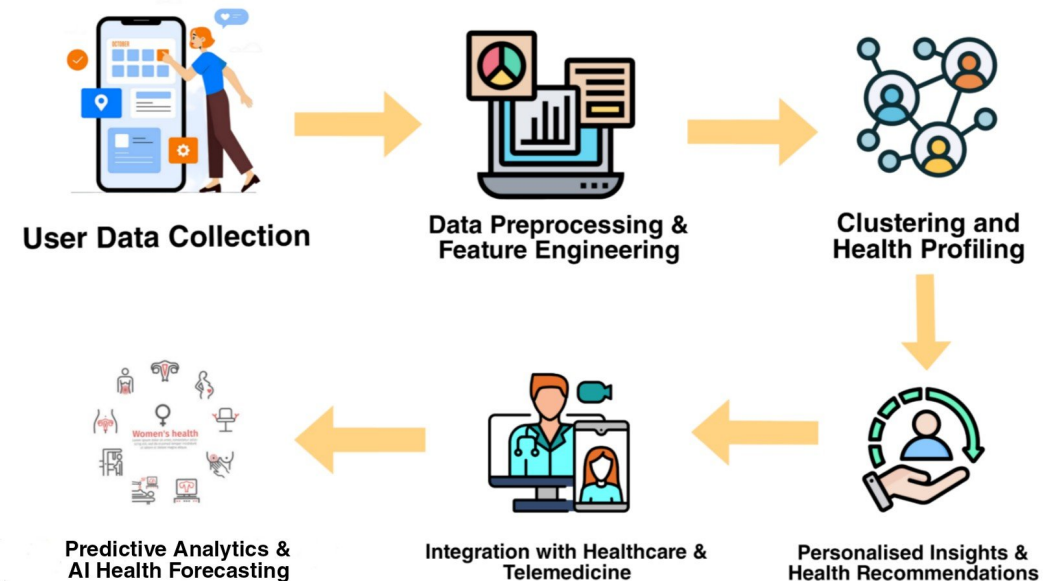 OCTOBER
User Data Collection
Data Preprocessing &
Feature Engineering
Clustering and
Health Profiling
Women's health
Predictive Analytics &
AI Health Forecasting
Integration with Healthcare &
Telemedicine
Personalised Insights &
Health Recommendations